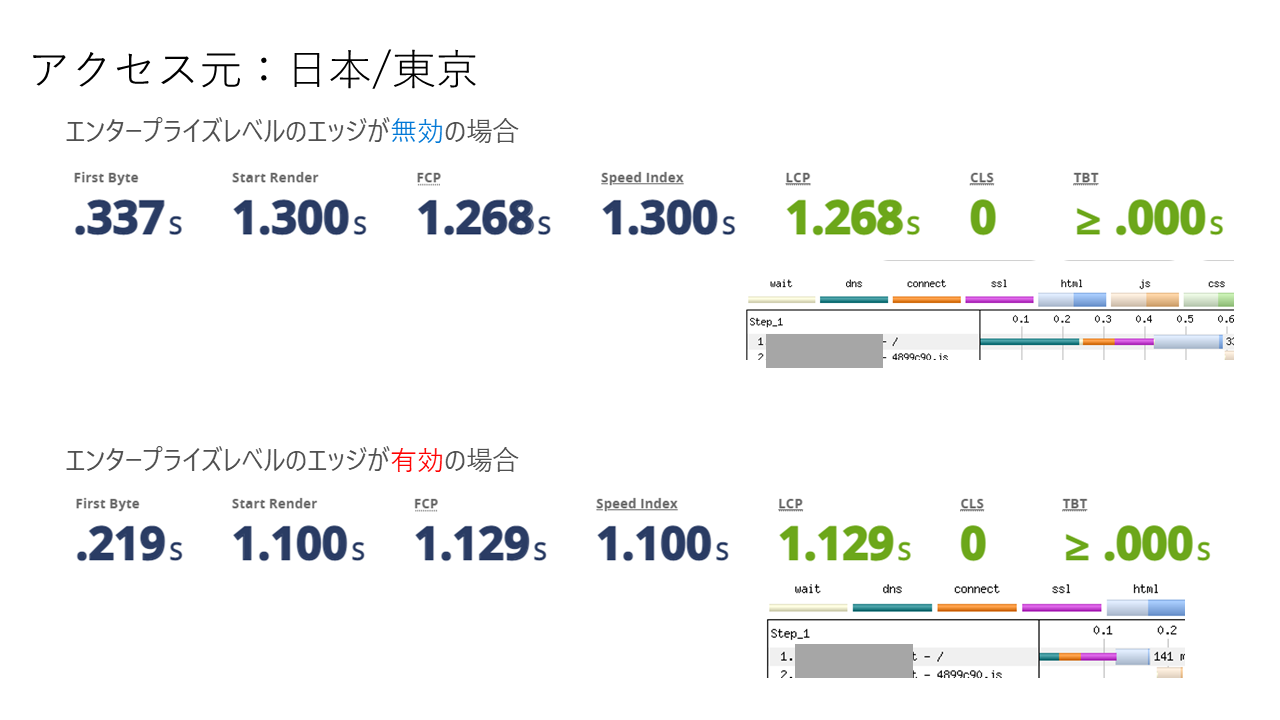 アクセス元：日本/東京
エンタープライズレベルのエッジが無効の場合
First Byte Start Render FCP Speed Index LCP CLS TBT
.337s 1.300s 1.268s 1.300s 1.268s 0 ≥ .000s
wait dns connect ssl html js css
Step_1 0.1 0.2 0.3 0.4 0.5 0.6
1 - /
2 - 4899c90.js
エンタープライズレベルのエッジが有効の場合
First Byte Start Render FCP Speed Index LCP CLS TBT
.219s 1.100s 1.129s 1.100s 1.129s 0 ≥ .000s
wait dns connect ssl html
Step_1 0.1 0.2
1. t - / 141 m
2. - 4899c90.js